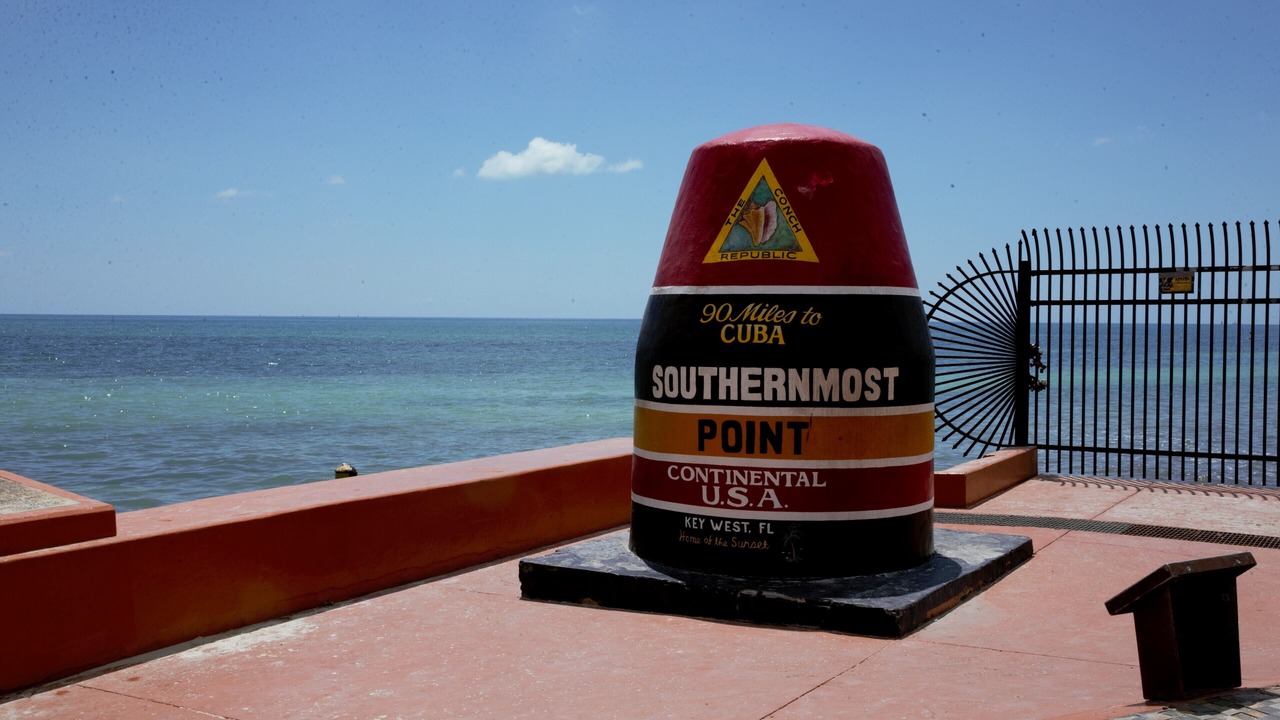 THE CONCH
REPUBLIC
90 Miles to
CUBA
SOUTHERNMOST
POINT
CONTINENTAL
U.S.A.
KEY WEST, FL
Home of the Sunset